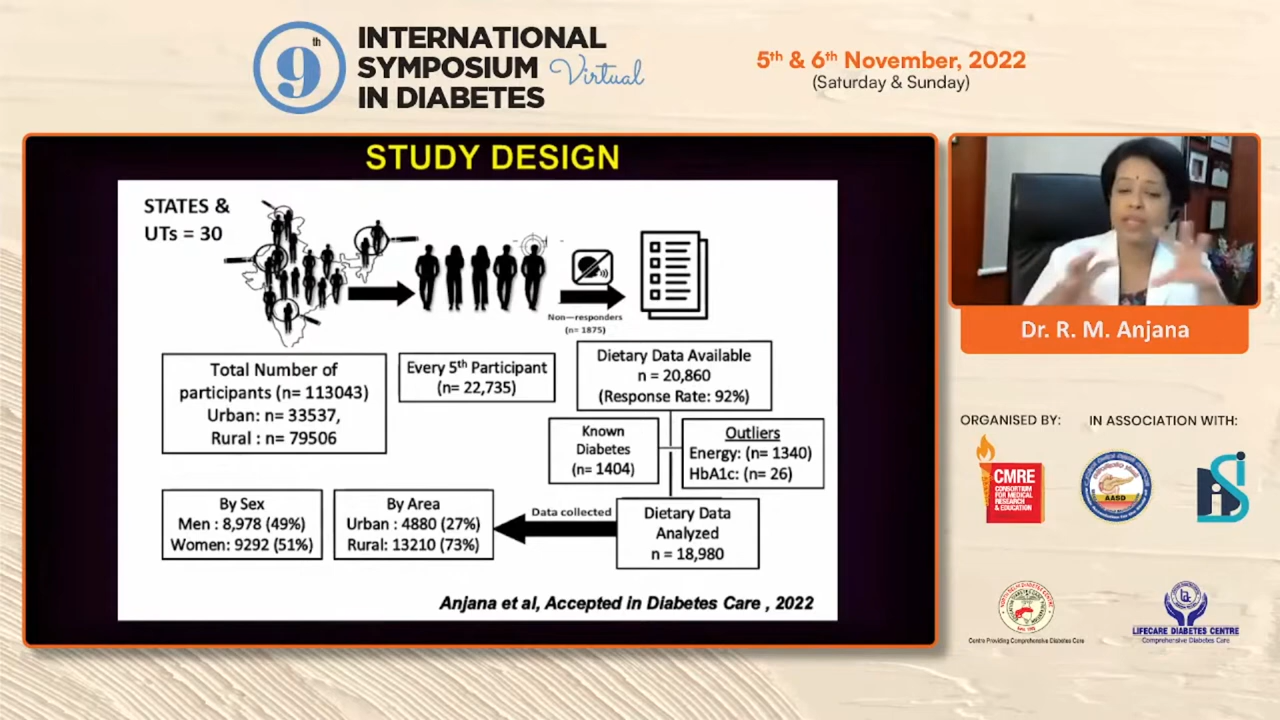 9th
INTERNATIONAL
SYMPOSIUM Virtual
IN DIABETES
5th & 6th November, 2022
(Saturday & Sunday)
STUDY DESIGN
STATES &
UTs = 30
Non—responders
(n= 1875)
Total Number of
participants (n= 113043)
Urban: n= 33537,
Rural : n= 79506
Every 5th Participant
(n= 22,735)
Dietary Data Available
n = 20,860
(Response Rate: 92%)
Known
Diabetes
(n= 1404)
Outliers
Energy: (n= 1340)
HbA1c: (n= 26)
By Sex
Men : 8,978 (49%)
Women: 9292 (51%)
By Area
Urban : 4880 (27%)
Rural: 13210 (73%)
Data collected
Dietary Data
Analyzed
n = 18,980
Anjana et al, Accepted in Diabetes Care , 2022
Dr. R. M. Anjana
ORGANISED BY:
IN ASSOCIATION WITH:
CMRE
CONSORTIUM
FOR MEDICAL
RESEARCH
& EDUCATION
AASD
Centre Providing Comprehensive Diabetes Care
LIFECARE DIABETES CENTRE
Comprehensive Diabetes Care